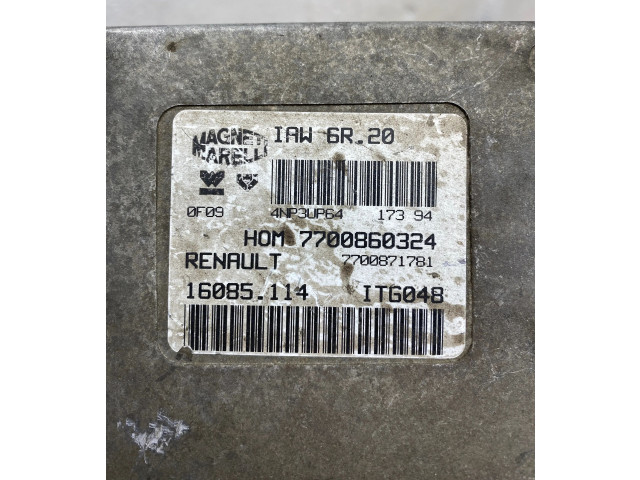 MAGNETI
MARELLI
IAW 6R.20
0F09 4NP3UP64 173 94
HOM 7700860324
RENAULT 7700871781
16085.114 ITG048